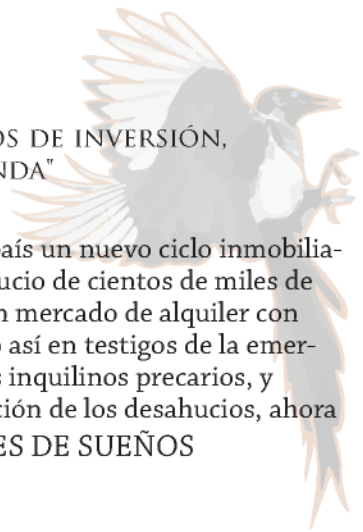 OS DE INVERSIÓN,
NDA"
país un nuevo ciclo inmobilia-
ucio de cientos de miles de
n mercado de alquiler con
o así en testigos de la emer-
s inquilinos precarios, y
ción de los desahucios, ahora
ES DE SUEÑOS